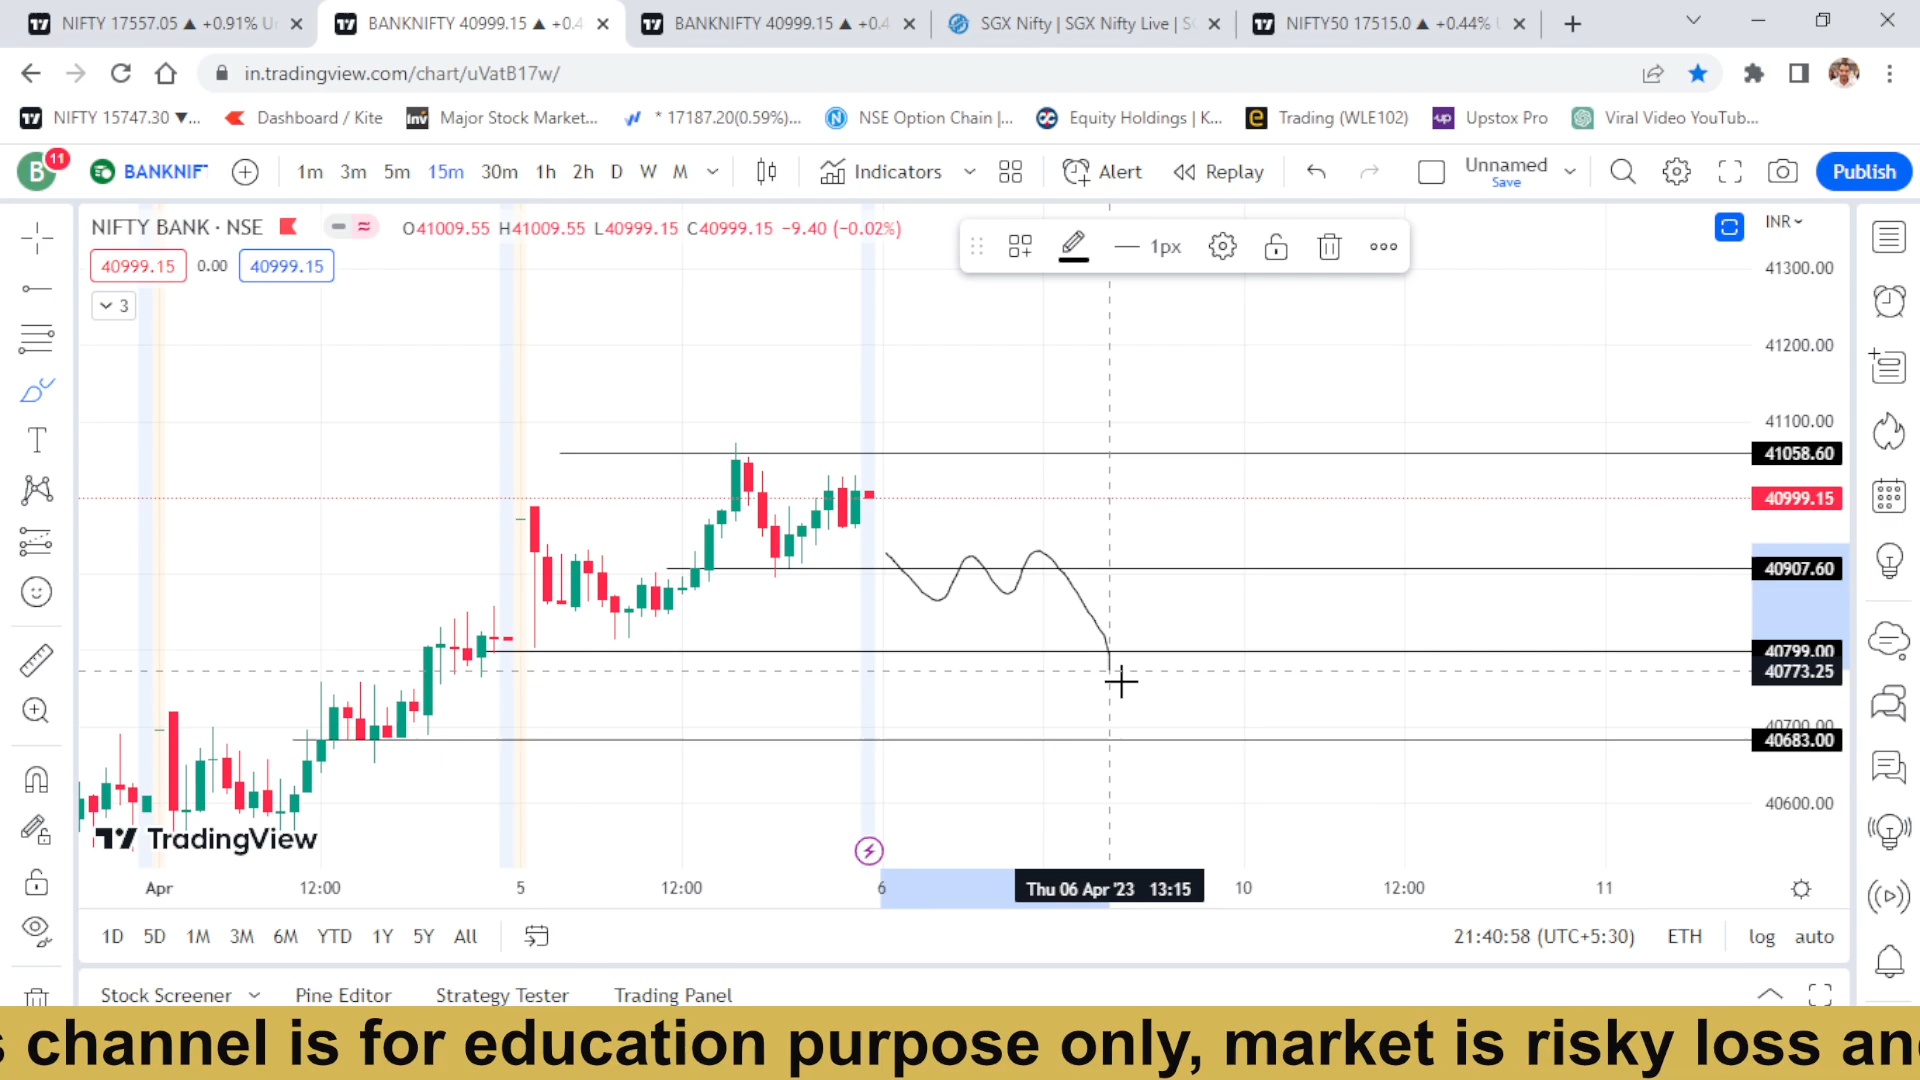 NIFTY 17557.05 ▲ +0.91% Ur
BANKNIFTY 40999.15 ▲ +0.4
BANKNIFTY 40999.15 ▲ +0.4
SGX Nifty | SGX Nifty Live | S
NIFTY50 17515.0 ▲ +0.44% U
in.tradingview.com/chart/uVatB17w/
NIFTY 15747.30 ▼...
Dashboard / Kite
Inv Major Stock Market...
* 17187.20(0.59%)...
NSE Option Chain |...
Equity Holdings | K...
Trading (WLE102)
up Upstox Pro
Viral Video YouTub...
B 11 BANKNIFT 1m 3m 5m 15m 30m 1h 2h D W M Indicators Alert Replay Unnamed Save Publish
NIFTY BANK · NSE O41009.55 H41009.55 L40999.15 C40999.15 −9.40 (−0.02%)
1px
INR
40999.15 0.00 40999.15
3
41300.00
41200.00
41100.00
41058.60
40999.15
40907.60
40799.00
40773.25
40700.00
40683.00
40600.00
TradingView
Apr 12:00 5 12:00 6 Thu 06 Apr '23 13:15 10 12:00 11
1D 5D 1M 3M 6M YTD 1Y 5Y All 21:40:58 (UTC+5:30) ETH log auto
Stock Screener Pine Editor Strategy Tester Trading Panel
channel is for education purpose only, market is risky loss an